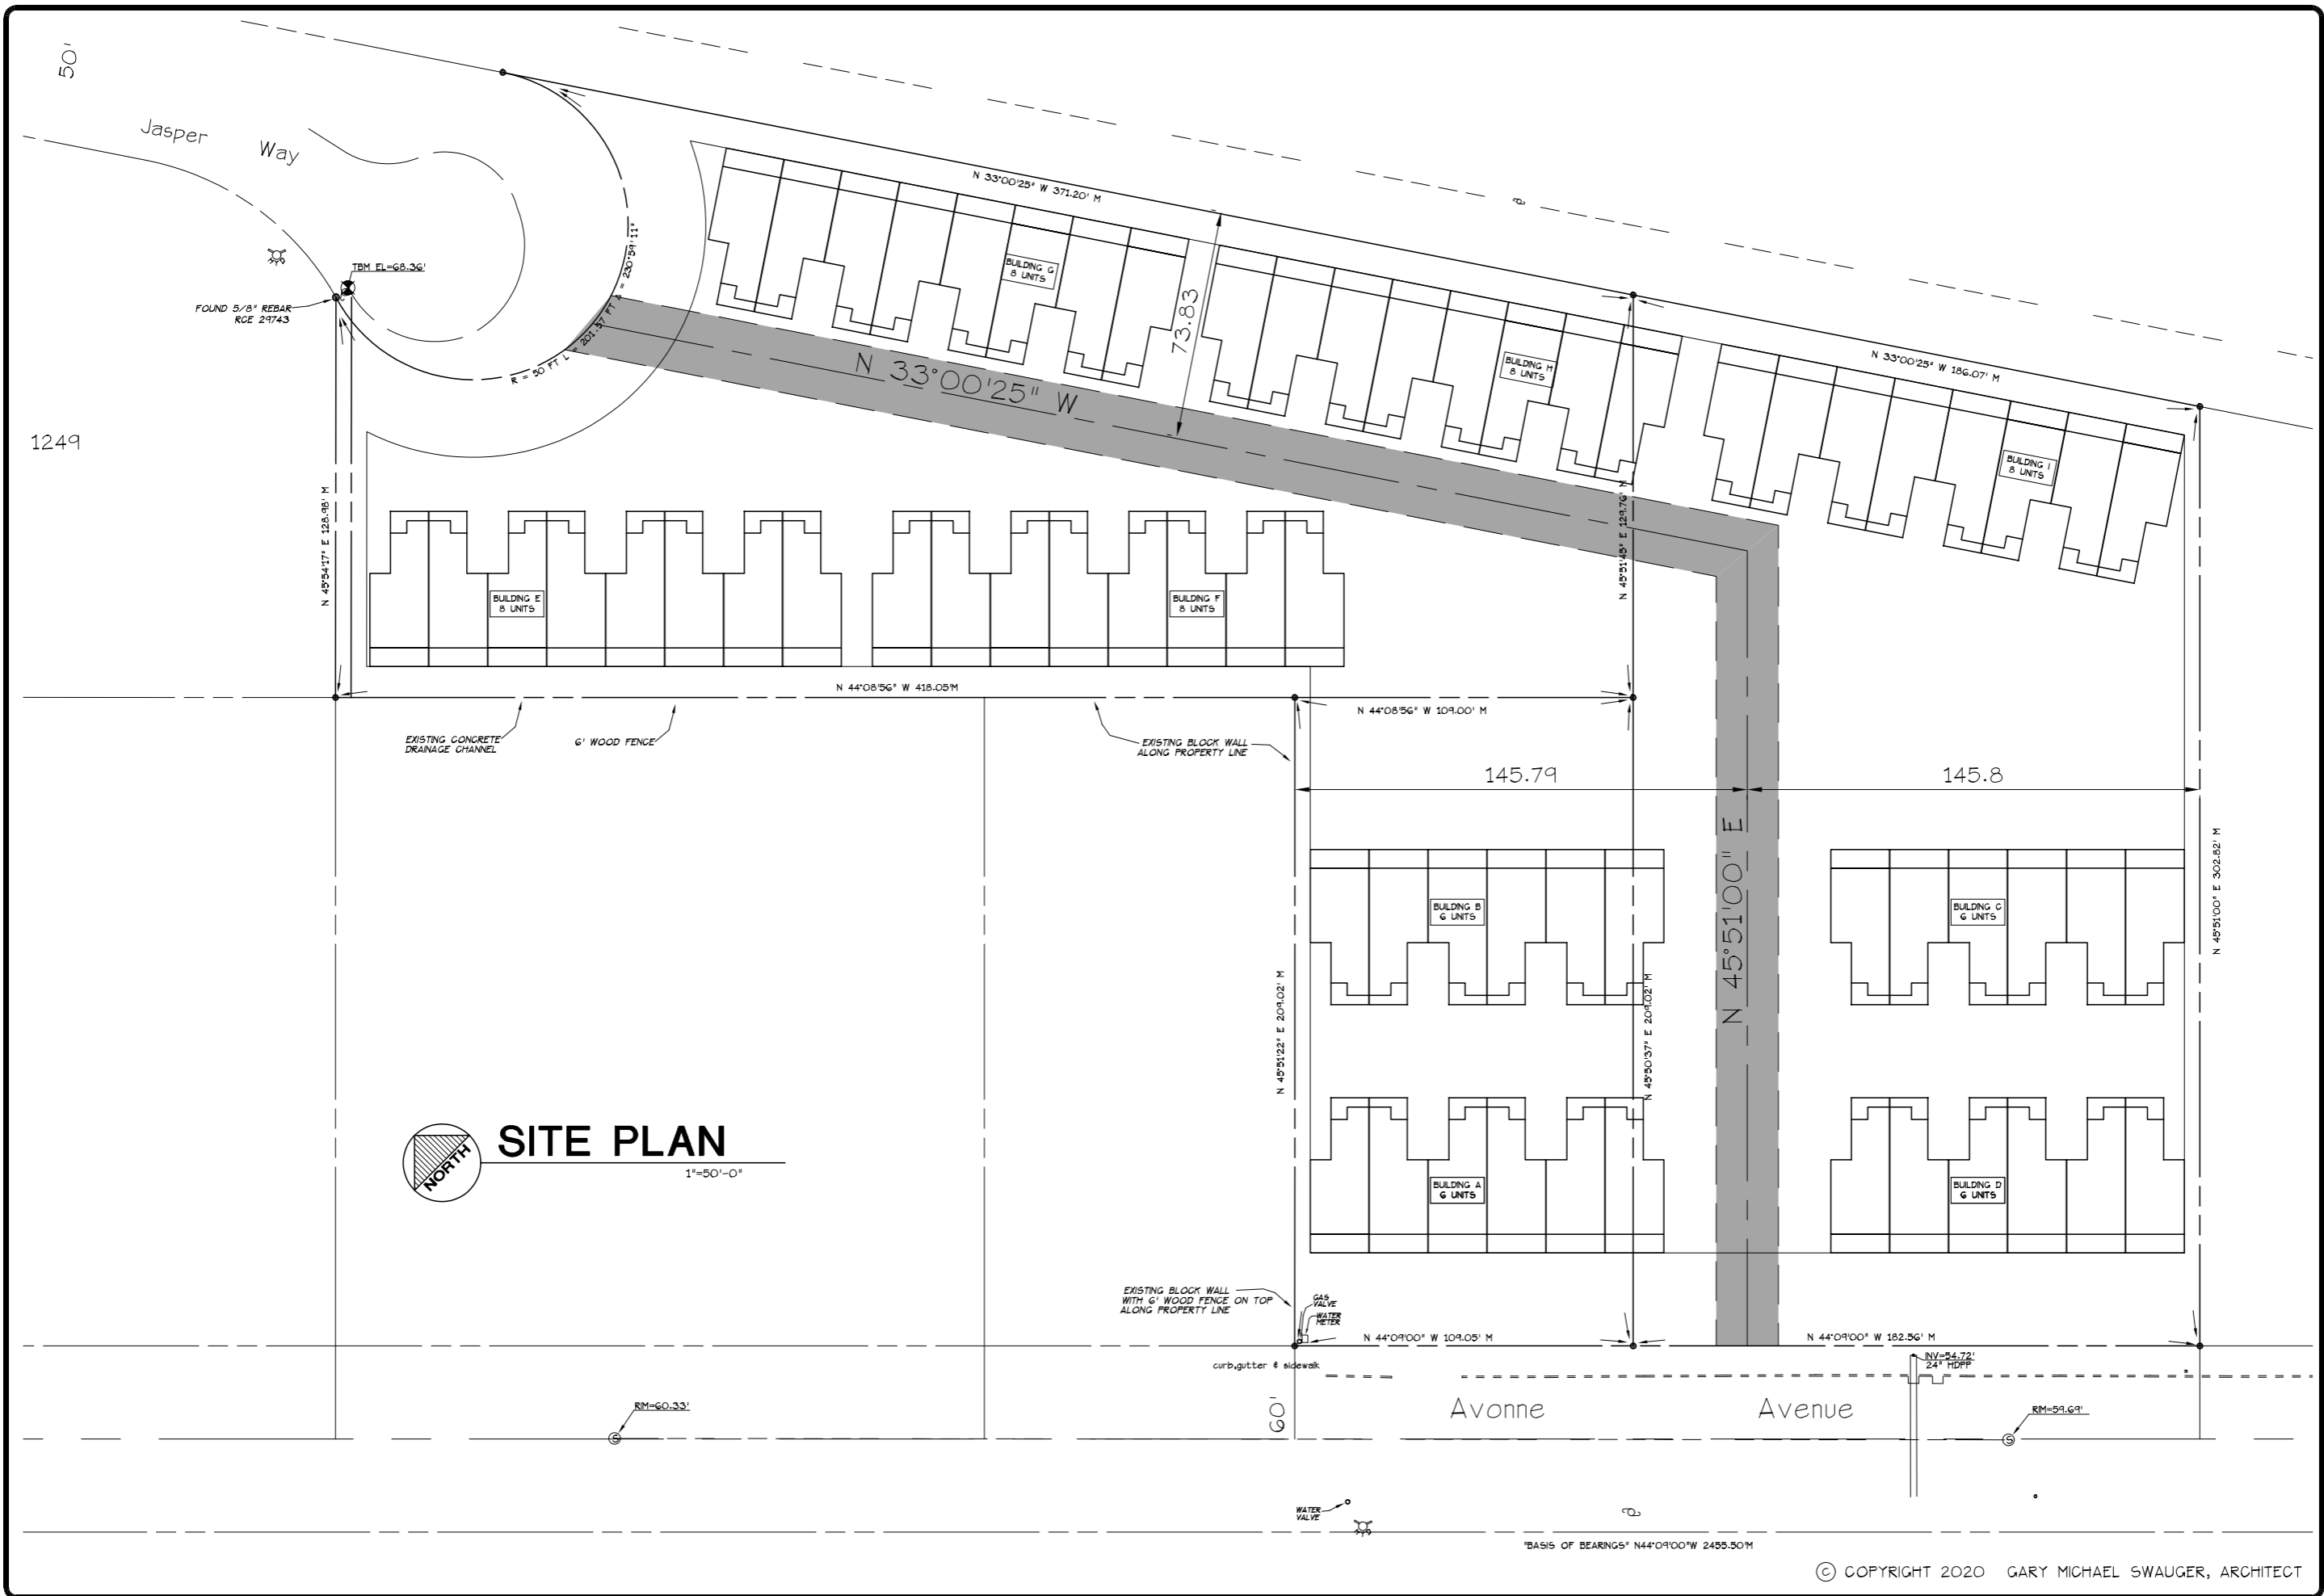 50'
Jasper Way
TBM EL=68.36'
FOUND 5/8" REBAR
RCE 29743
R = 50 FT L = 201.57 FT Δ = 230°59'11"
N 33°00'25" W 371.20' M
BUILDING G
8 UNITS
73.83
N 33°00'25" W
BUILDING H
8 UNITS
N 33°00'25" W 186.07' M
BUILDING I
8 UNITS
1249
N 45°54'17" E 128.98' M
N 45°51'45" E 129.76' M
BUILDING E
8 UNITS
BUILDING F
8 UNITS
N 44°08'56" W 418.05'M
N 44°08'56" W 109.00' M
EXISTING CONCRETE
DRAINAGE CHANNEL
6' WOOD FENCE
EXISTING BLOCK WALL
ALONG PROPERTY LINE
145.79
145.8
N 45°51'00" E
N 45°51'00" E 302.82' M
BUILDING B
6 UNITS
BUILDING C
6 UNITS
N 45°51'22" E 209.02' M
N 45°50'37" E 209.02' M
SITE PLAN
1"=50'-0"
NORTH
BUILDING A
6 UNITS
BUILDING D
6 UNITS
EXISTING BLOCK WALL
WITH 6' WOOD FENCE ON TOP
ALONG PROPERTY LINE
GAS
VALVE
WATER
METER
N 44°09'00" W 109.05' M
N 44°09'00" W 182.56' M
curb,gutter & sidewalk
INV=54.72'
24" HDPP
RIM=60.33'
60'
Avonne Avenue
RIM=59.69'
S
S
WATER
VALVE
"BASIS OF BEARINGS" N44°09'00"W 2455.50'M
© COPYRIGHT 2020 GARY MICHAEL SWAUGER, ARCHITECT